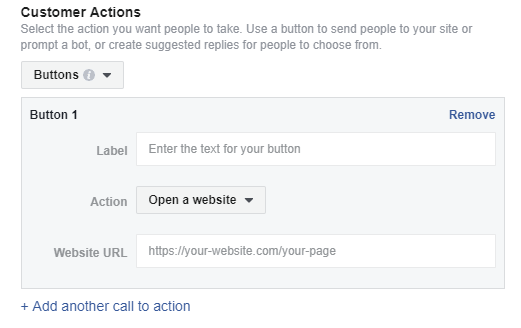 Customer Actions
Select the action you want people to take. Use a button to send people to your site or
prompt a bot, or create suggested replies for people to choose from.
Buttons i
Button 1 Remove
Label Enter the text for your button
Action Open a website
Website URL https://your-website.com/your-page
+ Add another call to action